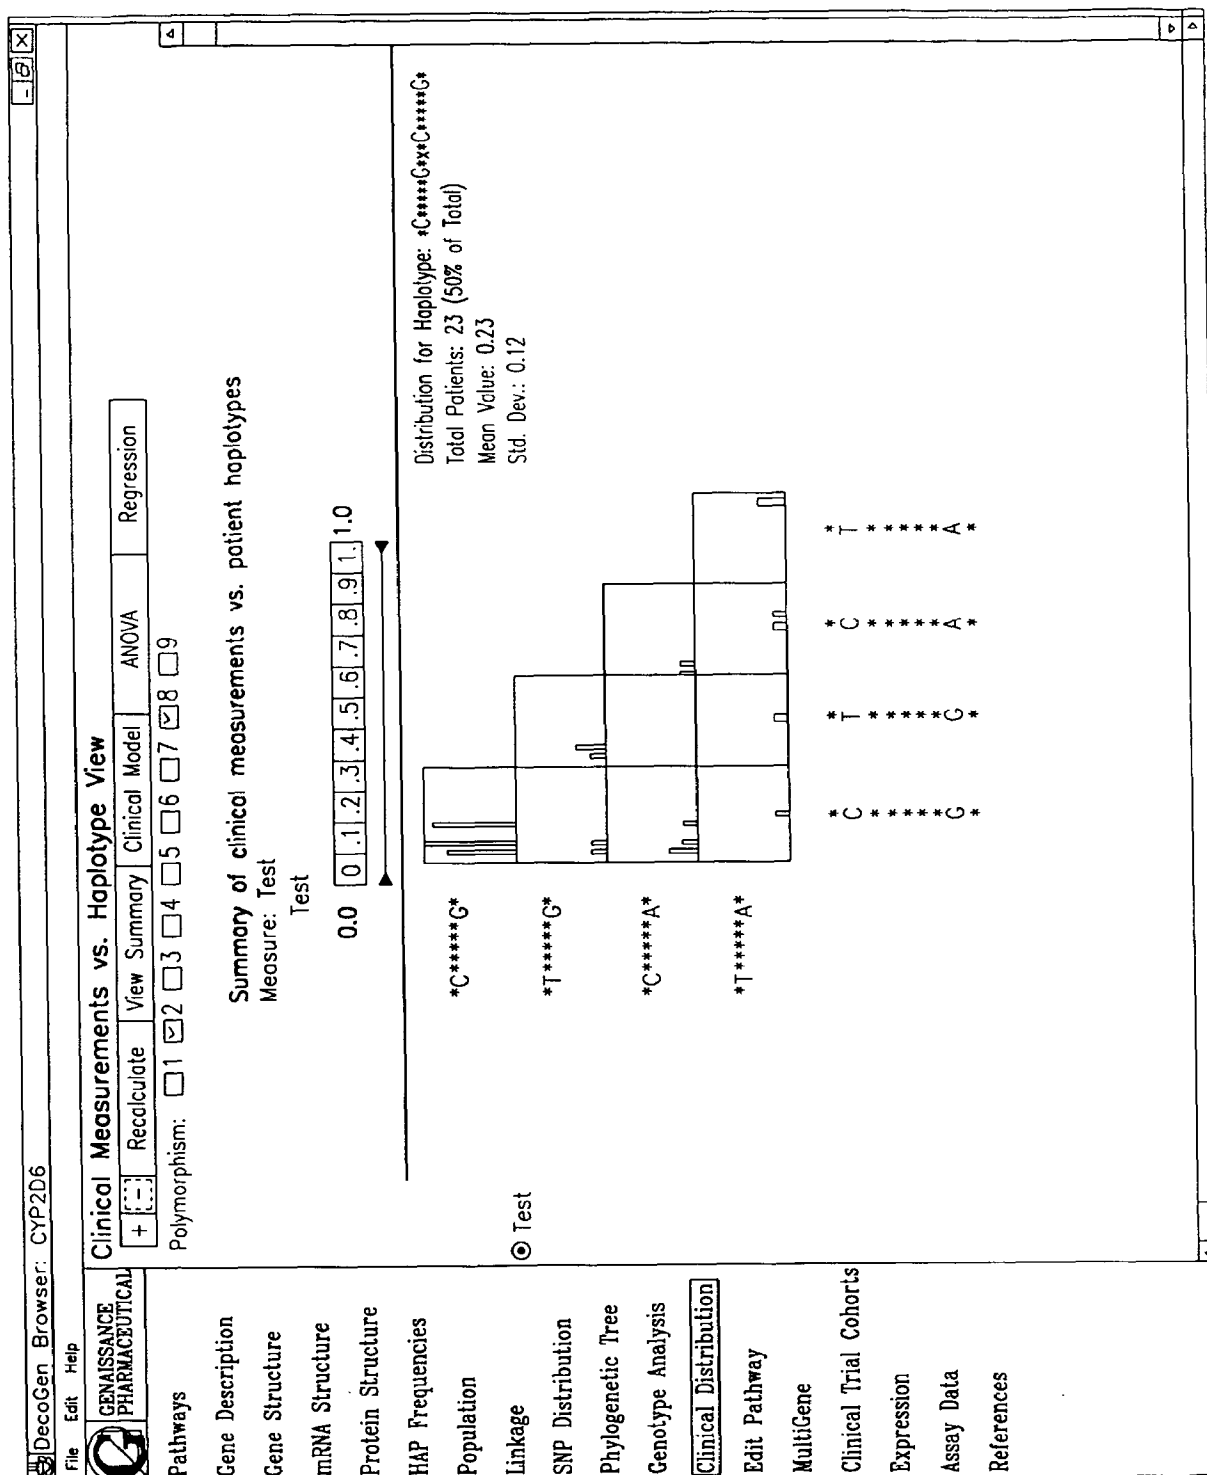 DecoGen Browser: CYP2D6
File Edit Help
GENAISSANCE
PHARMACEUTICAL
Pathways
Gene Description
Gene Structure
mRNA Structure
Protein Structure
HAP Frequencies
Population
Linkage
SNP Distribution
Phylogenetic Tree
Genotype Analysis
Clinical Distribution
Edit Pathway
MultiGene
Clinical Trial Cohorts
Expression
Assay Data
References
Clinical Measurements vs. Haplotype View
+ - Recalculate View Summary Clinical Model ANOVA Regression
Polymorphism: 1 2 3 4 5 6 7 8 9
Summary of clinical measurements vs. patient haplotypes
Measure: Test
Test
0.0 0 .1 .2 .3 .4 .5 .6 .7 .8 .9 1. 1.0
Test
Distribution for Haplotype: *C*****G*x*C*****G*
Total Patients: 23 (50% of Total)
Mean Value: 0.23
Std. Dev.: 0.12
*C*****G*
*T*****G*
*C*****A*
*T*****A*
*C*****G*
*T*****G*
*C*****A*
*T*****A*